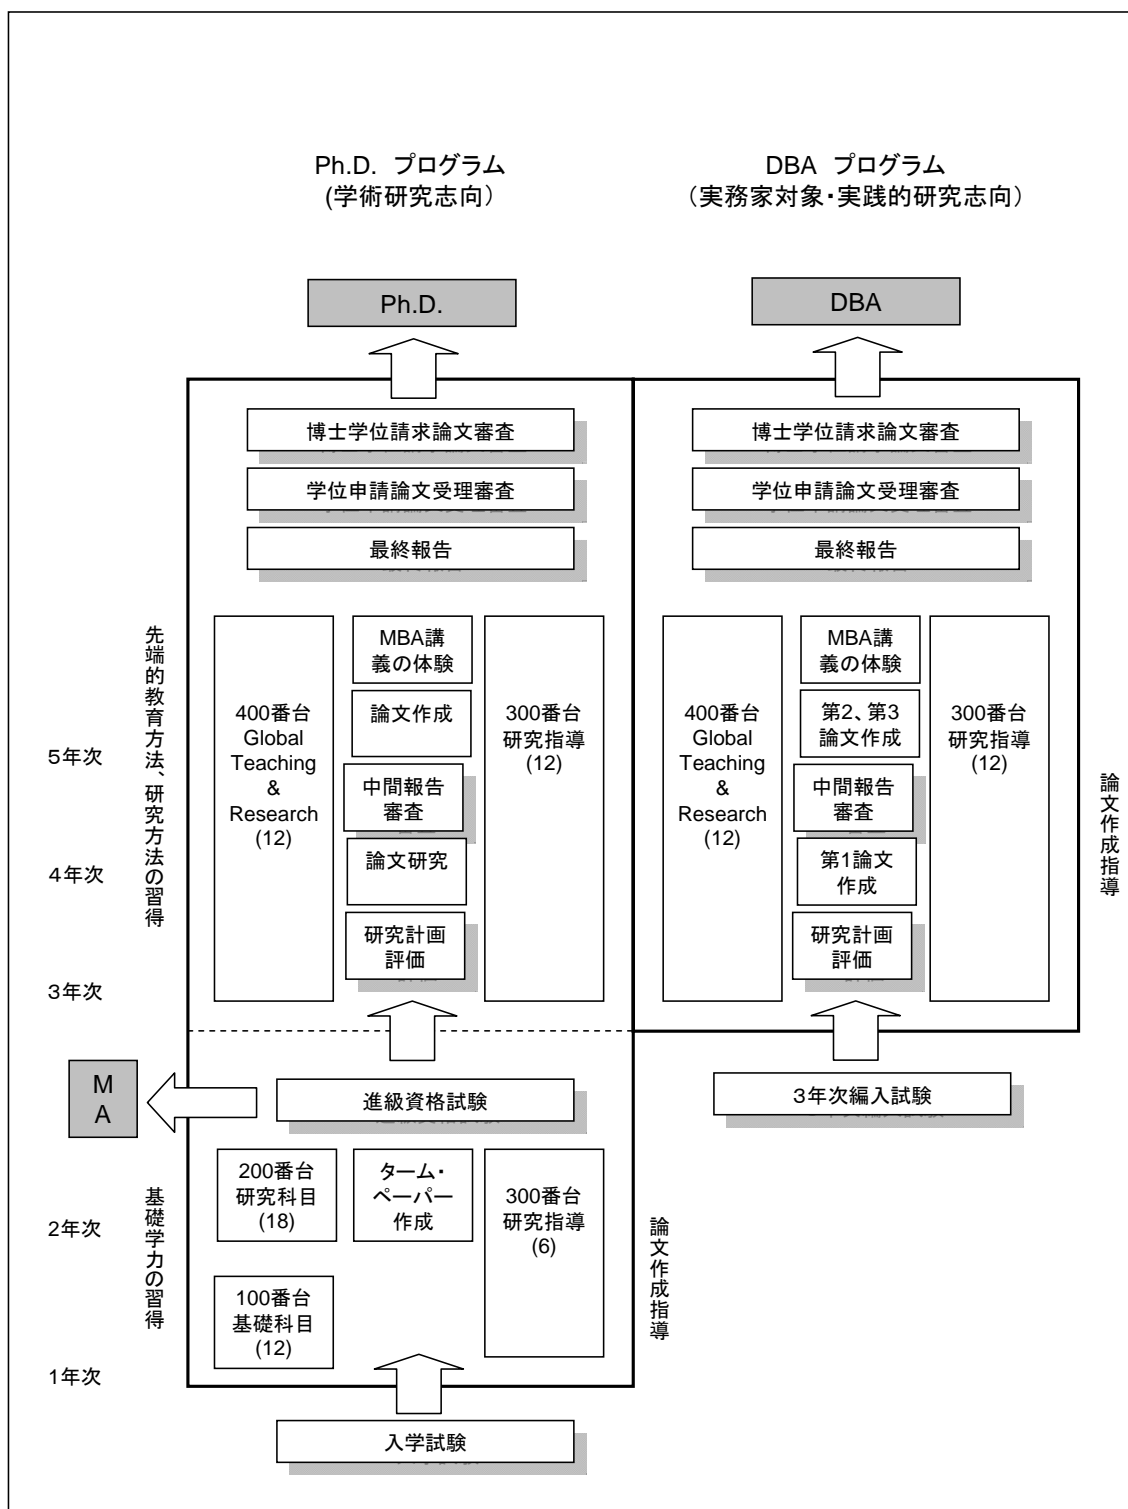 Ph.D. プログラム
(学術研究志向)
DBA プログラム
(実務家対象・実践的研究志向)
Ph.D.
DBA
博士学位請求論文審査
学位申請論文受理審査
最終報告
博士学位請求論文審査
学位申請論文受理審査
最終報告
先端的教育方法、研究方法の習得
5年次
4年次
3年次
400番台
Global
Teaching
&
Research
(12)
MBA講
義の体験
論文作成
中間報告
審査
論文研究
研究計画
評価
300番台
研究指導
(12)
400番台
Global
Teaching
&
Research
(12)
MBA講
義の体験
第2、第3
論文作成
中間報告
審査
第1論文
作成
研究計画
評価
300番台
研究指導
(12)
論文作成指導
M
A
進級資格試験
3年次編入試験
基礎学力の習得
2年次
1年次
200番台
研究科目
(18)
ターム・
ペーパー
作成
300番台
研究指導
(6)
100番台
基礎科目
(12)
論文作成指導
入学試験